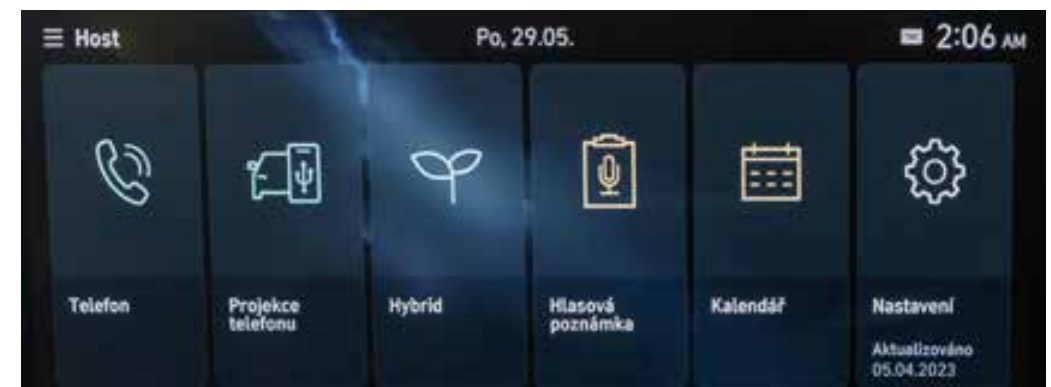 Host
Po, 29.05.
2:06 AM
Telefon
Projekce
telefonu
Hybrid
Hlasová
poznámka
Kalendář
Nastavení
Aktualizováno
05.04.2023